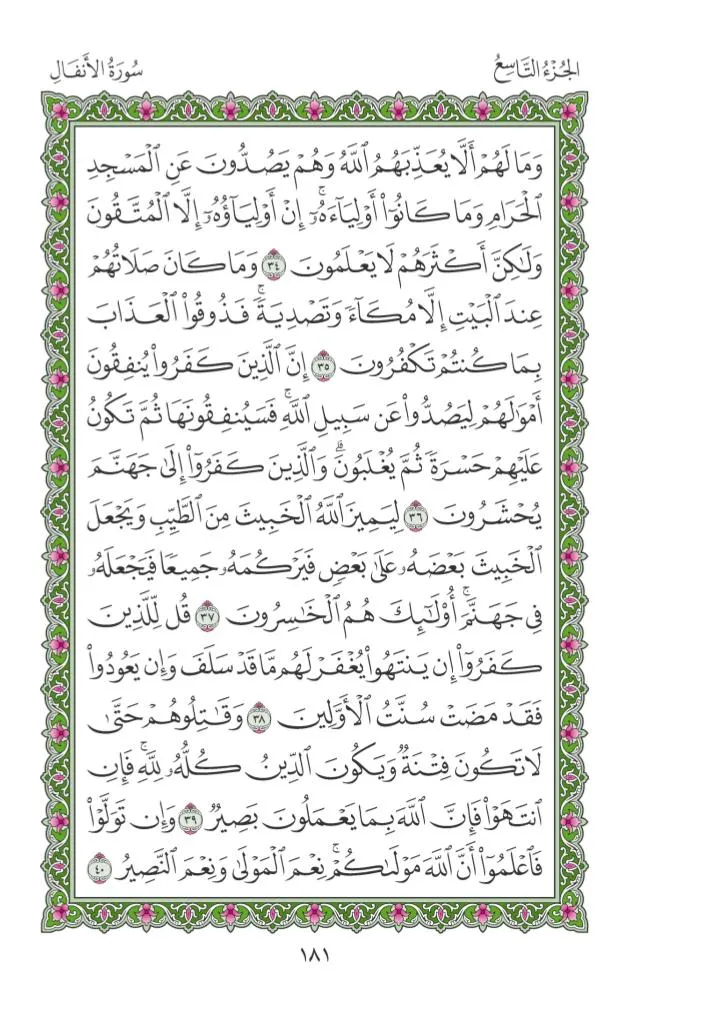 الجُزْءُ التَّاسِعُ
سُورَةُ الأَنفَالِ
وَمَا لَهُمْ أَلَّا يُعَذِّبَهُمُ ٱللَّهُ وَهُمْ يَصُدُّونَ عَنِ ٱلْمَسْجِدِ
ٱلْحَرَامِ وَمَا كَانُوٓا۟ أَوْلِيَآءَهُۥٓ ۚ إِنْ أَوْلِيَآؤُهُۥٓ إِلَّا ٱلْمُتَّقُونَ
وَلَٰكِنَّ أَكْثَرَهُمْ لَا يَعْلَمُونَ ٣٤ وَمَا كَانَ صَلَاتُهُمْ
عِندَ ٱلْبَيْتِ إِلَّا مُكَآءً وَتَصْدِيَةً ۚ فَذُوقُوا۟ ٱلْعَذَابَ
بِمَا كُنتُمْ تَكْفُرُونَ ٣٥ إِنَّ ٱلَّذِينَ كَفَرُوا۟ يُنفِقُونَ
أَمْوَٰلَهُمْ لِيَصُدُّوا۟ عَن سَبِيلِ ٱللَّهِ ۚ فَسَيُنفِقُونَهَا ثُمَّ تَكُونُ
عَلَيْهِمْ حَسْرَةً ثُمَّ يُغْلَبُونَ ۗ وَٱلَّذِينَ كَفَرُوٓا۟ إِلَىٰ جَهَنَّمَ
يُحْشَرُونَ ٣٦ لِيَمِيزَ ٱللَّهُ ٱلْخَبِيثَ مِنَ ٱلطَّيِّبِ وَيَجْعَلَ
ٱلْخَبِيثَ بَعْضَهُۥ عَلَىٰ بَعْضٍ فَيَرْكُمَهُۥ جَمِيعًا فَيَجْعَلَهُۥ
فِى جَهَنَّمَ ۚ أُو۟لَٰٓئِكَ هُمُ ٱلْخَٰسِرُونَ ٣٧ قُل لِّلَّذِينَ
كَفَرُوٓا۟ إِن يَنتَهُوا۟ يُغْفَرْ لَهُم مَّا قَدْ سَلَفَ وَإِن يَعُودُوا۟
فَقَدْ مَضَتْ سُنَّتُ ٱلْأَوَّلِينَ ٣٨ وَقَٰتِلُوهُمْ حَتَّىٰ
لَا تَكُونَ فِتْنَةٌ وَيَكُونَ ٱلدِّينُ كُلُّهُۥ لِلَّهِ ۚ فَإِنِ
ٱنتَهَوْا۟ فَإِنَّ ٱللَّهَ بِمَا يَعْمَلُونَ بَصِيرٌ ٣٩ وَإِن تَوَلَّوْا۟
فَٱعْلَمُوٓا۟ أَنَّ ٱللَّهَ مَوْلَىٰكُمْ ۚ نِعْمَ ٱلْمَوْلَىٰ وَنِعْمَ ٱلنَّصِيرُ ٤٠
١٨١